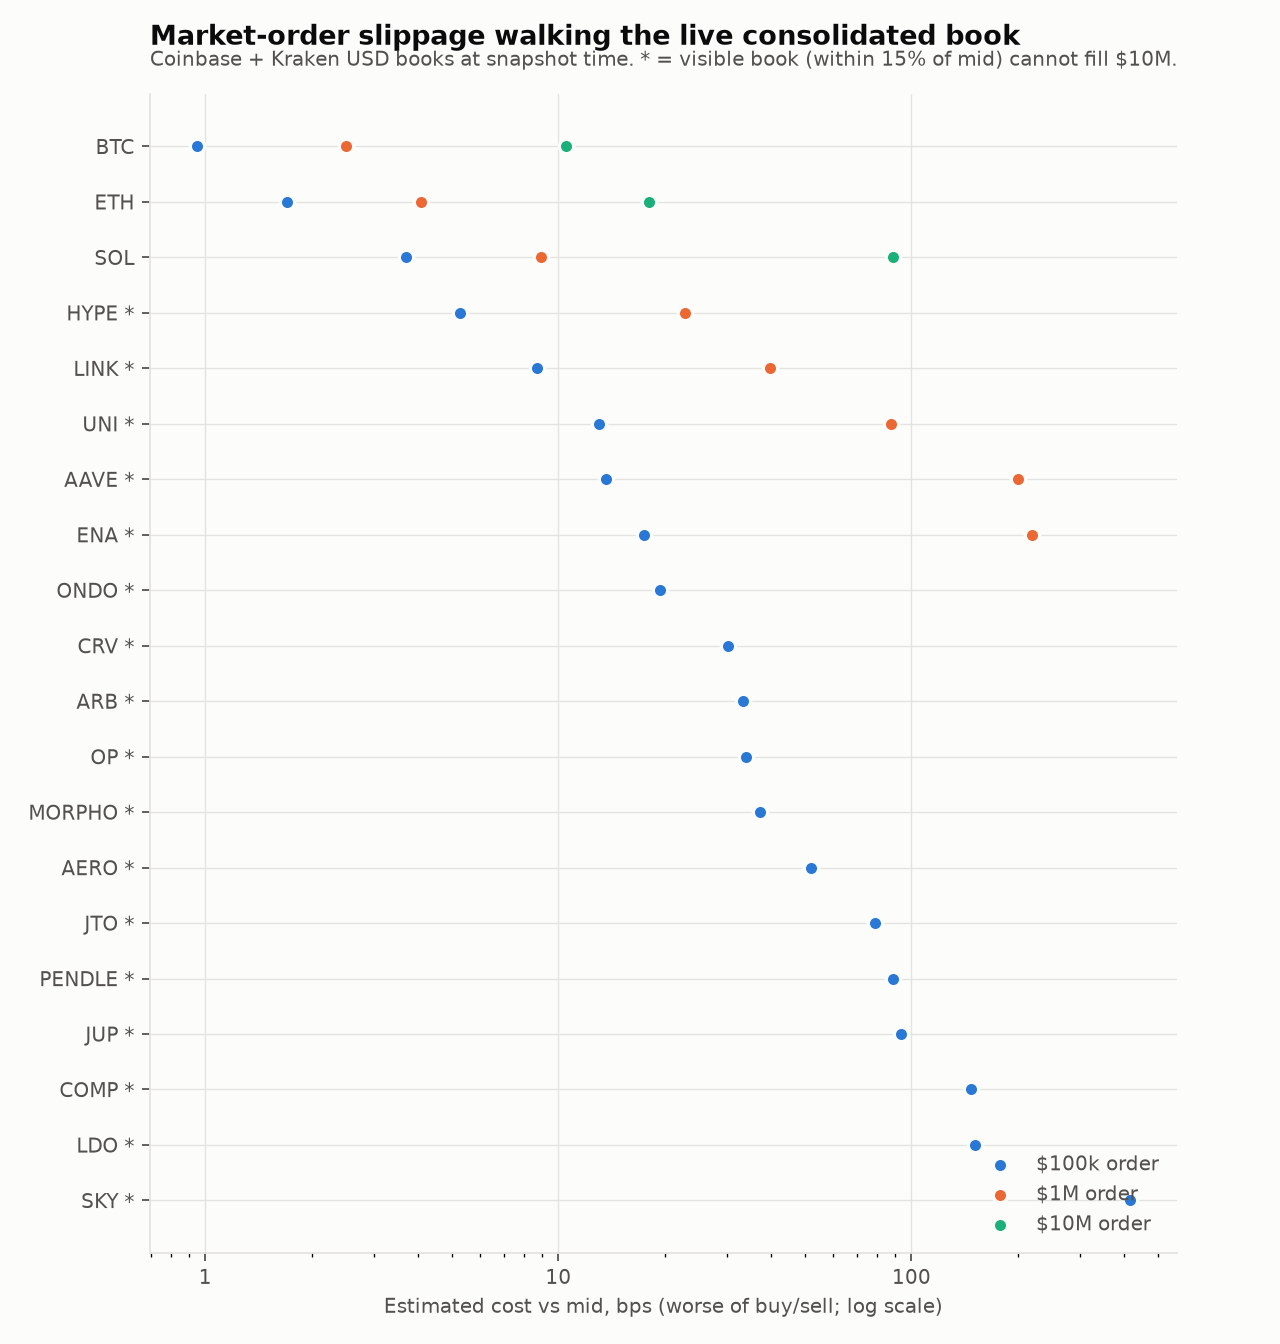 Market-order slippage walking the live consolidated book
Coinbase + Kraken USD books at snapshot time. * = visible book (within 15% of mid) cannot fill $10M.
BTC
ETH
SOL
HYPE *
LINK *
UNI *
AAVE *
ENA *
ONDO *
CRV *
ARB *
OP *
MORPHO *
AERO *
JTO *
PENDLE *
JUP *
COMP *
LDO *
SKY *
$100k order
$1M order
$10M order
1 10 100
Estimated cost vs mid, bps (worse of buy/sell; log scale)